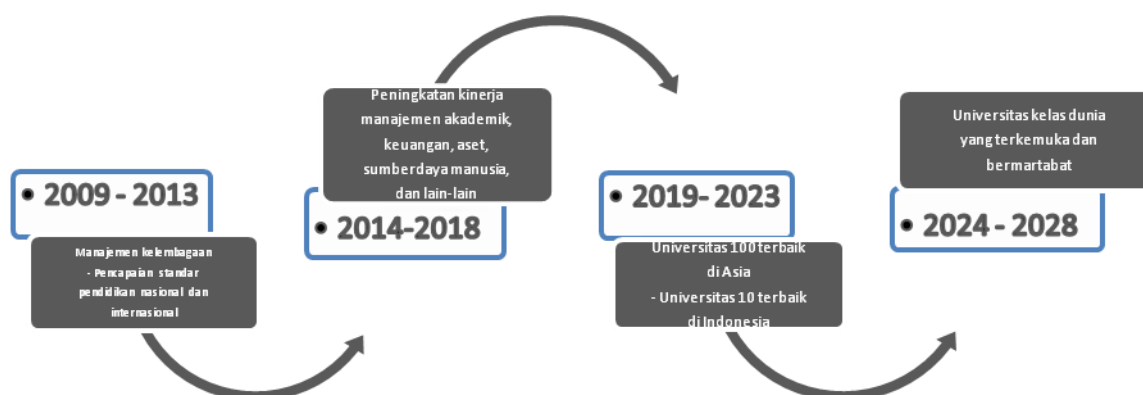 • 2009 - 2013
Manajemen kelembagaan
- Pencapaian standar
pendidikan nasional dan
internasional
Peningkatan kinerja
manajemen akademik,
keuangan, aset,
sumberdaya manusia,
dan lain-lain
• 2014-2018
• 2019- 2023
Universitas 100 terbaik
di Asia
- Universitas 10 terbaik
di Indonesia
Universitas kelas dunia
yang terkemuka dan
bermartabat
• 2024 - 2028